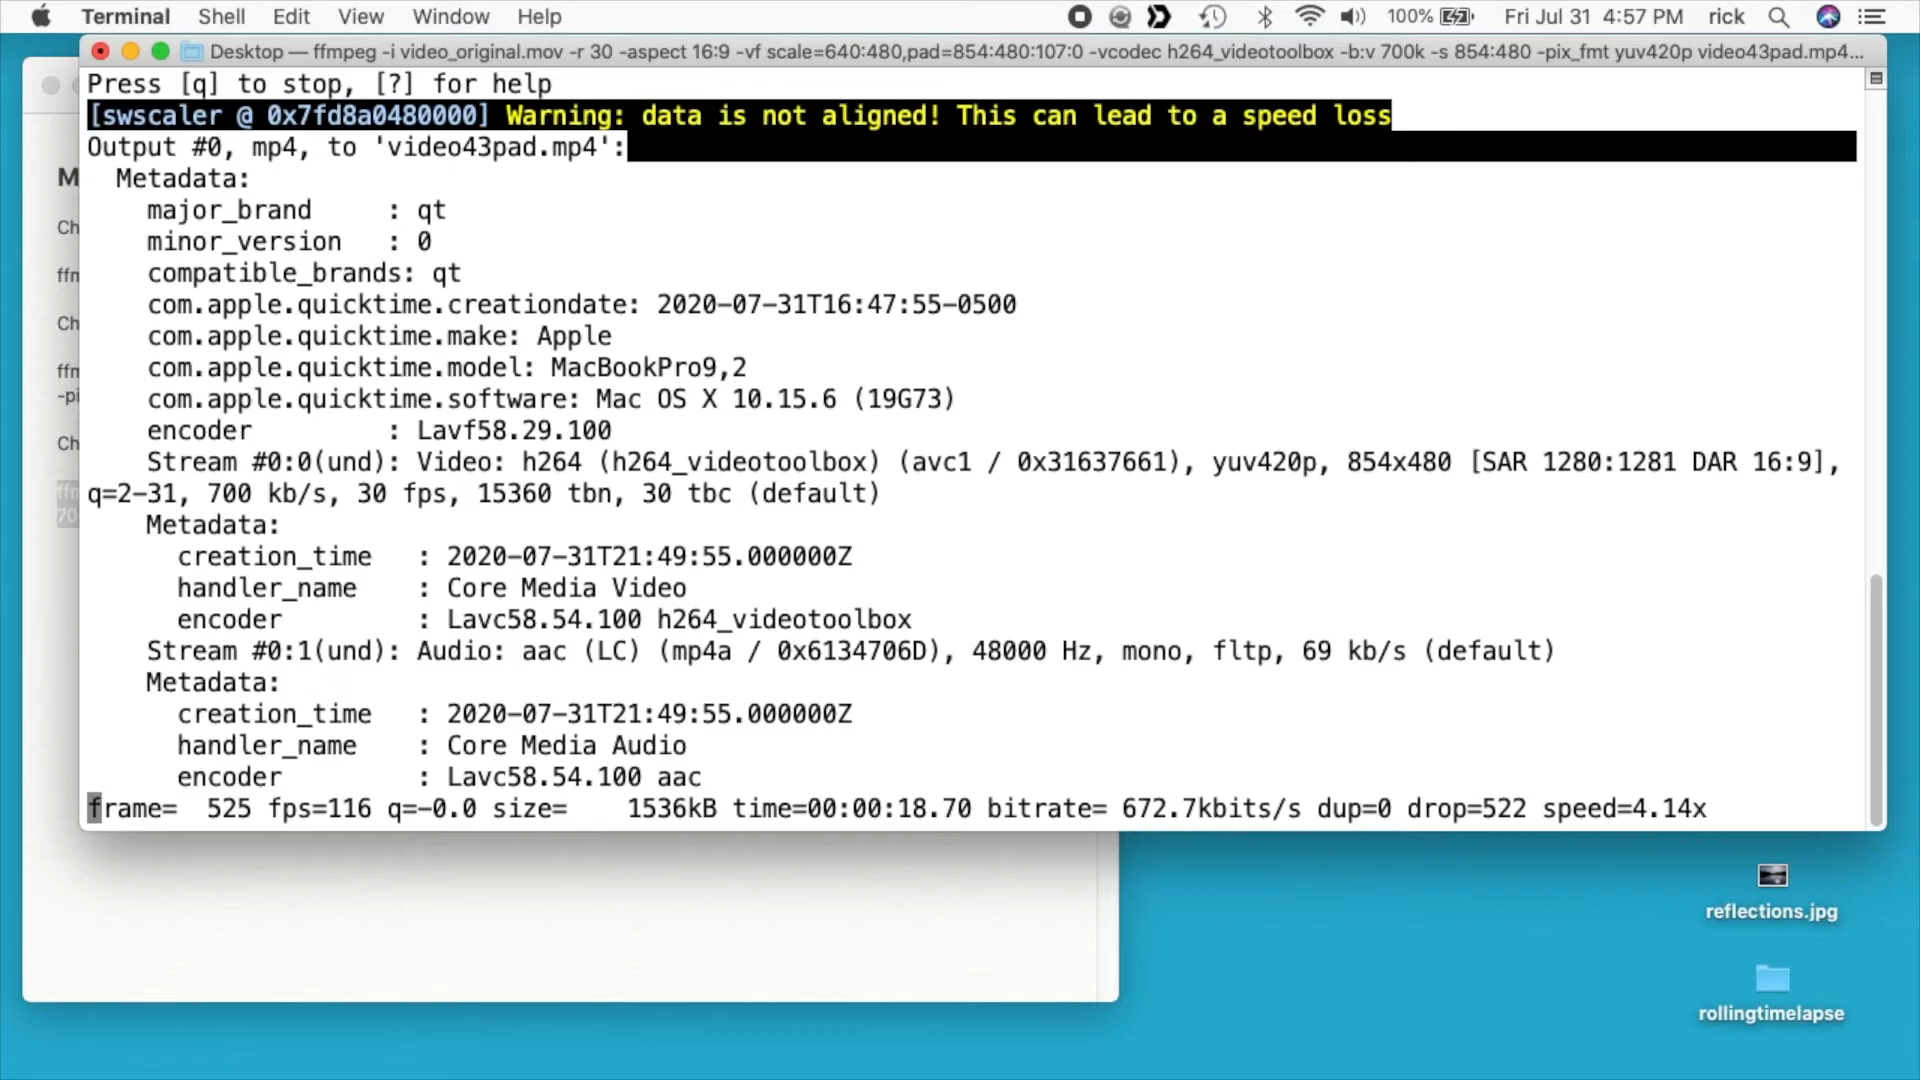 Terminal Shell Edit View Window Help 100% Fri Jul 31 4:57 PM rick
Desktop — ffmpeg -i video_original.mov -r 30 -aspect 16:9 -vf scale=640:480,pad=854:480:107:0 -vcodec h264_videotoolbox -b:v 700k -s 854:480 -pix_fmt yuv420p video43pad.mp4...
Press [q] to stop, [?] for help
[swscaler @ 0x7fd8a0480000] Warning: data is not aligned! This can lead to a speed loss
Output #0, mp4, to 'video43pad.mp4':
Metadata:
major_brand : qt
minor_version : 0
compatible_brands: qt
com.apple.quicktime.creationdate: 2020-07-31T16:47:55-0500
com.apple.quicktime.make: Apple
com.apple.quicktime.model: MacBookPro9,2
com.apple.quicktime.software: Mac OS X 10.15.6 (19G73)
encoder : Lavf58.29.100
Stream #0:0(und): Video: h264 (h264_videotoolbox) (avc1 / 0x31637661), yuv420p, 854x480 [SAR 1280:1281 DAR 16:9],
q=2-31, 700 kb/s, 30 fps, 15360 tbn, 30 tbc (default)
Metadata:
creation_time : 2020-07-31T21:49:55.000000Z
handler_name : Core Media Video
encoder : Lavc58.54.100 h264_videotoolbox
Stream #0:1(und): Audio: aac (LC) (mp4a / 0x6134706D), 48000 Hz, mono, fltp, 69 kb/s (default)
Metadata:
creation_time : 2020-07-31T21:49:55.000000Z
handler_name : Core Media Audio
encoder : Lavc58.54.100 aac
frame= 525 fps=116 q=-0.0 size= 1536kB time=00:00:18.70 bitrate= 672.7kbits/s dup=0 drop=522 speed=4.14x
M
Ch
ffm
Ch
ffm
-pi
Ch
ffm
70
reflections.jpg
rollingtimelapse